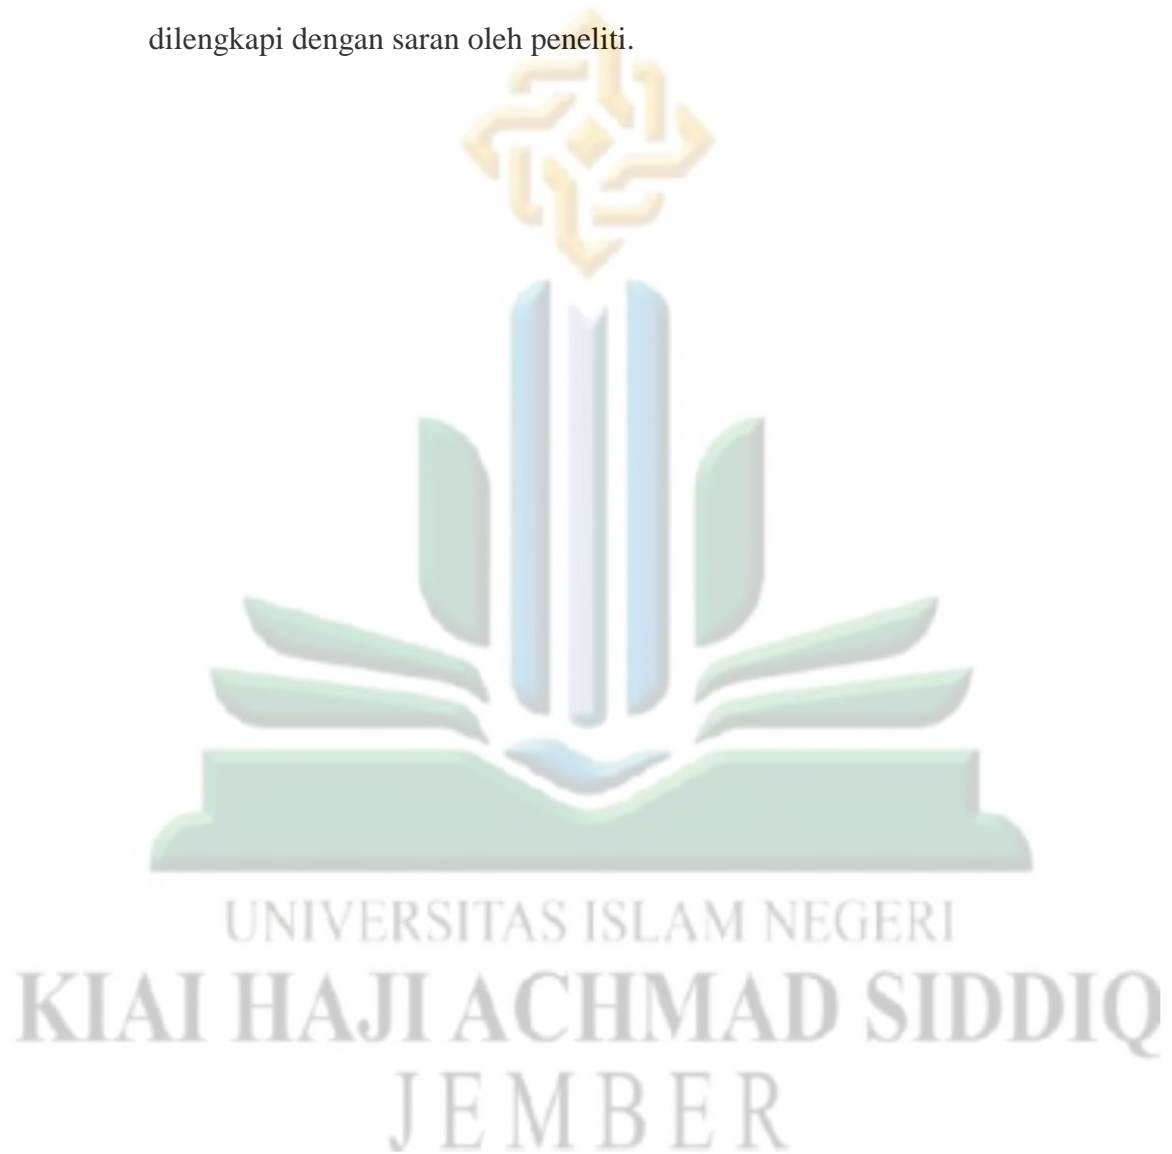 dilengkapi dengan saran oleh peneliti.
UNIVERSITAS ISLAM NEGERI
KIAI HAJI ACHMAD SIDDIQ
JEMBER